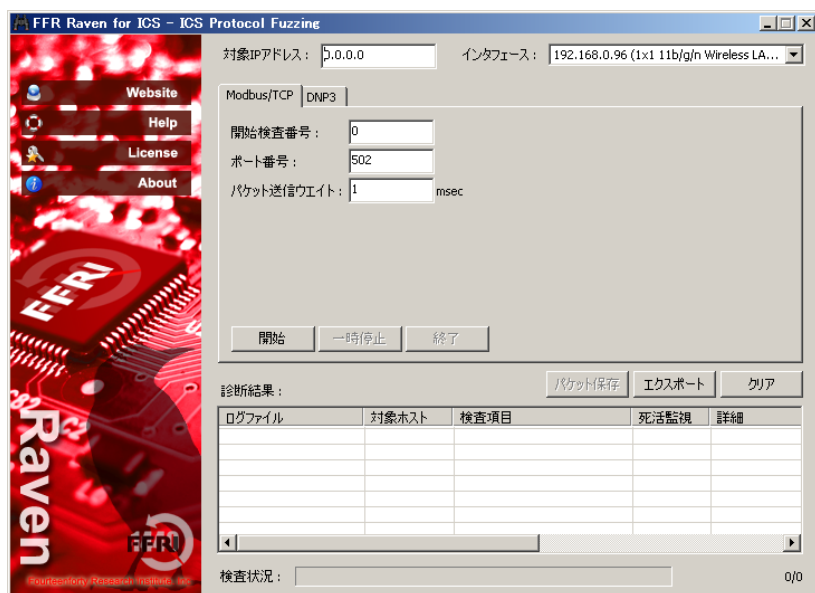 FFR Raven for ICS - ICS Protocol Fuzzing
対象IPアドレス： 0.0.0.0 インタフェース： 192.168.0.96 (1x1 11b/g/n Wireless LA...
Website
Help
License
About
Modbus/TCP DNP3
開始検査番号： 0
ポート番号： 502
パケット送信ウエイト： 1 msec
開始 一時停止 終了
診断結果： パケット保存 エクスポート クリア
ログファイル 対象ホスト 検査項目 死活監視 詳細
検査状況： 0/0
FFRI
Raven
FFRI
Fourteenforty Research Institute, Inc.